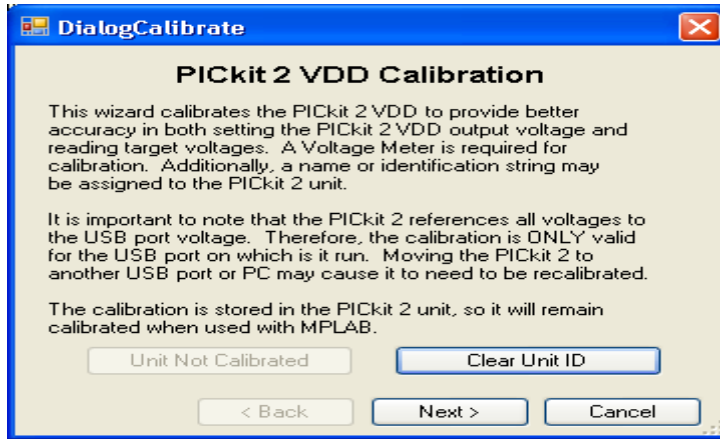 DialogCalibrate
PICkit 2 VDD Calibration
This wizard calibrates the PICkit 2 VDD to provide better
accuracy in both setting the PICkit 2 VDD output voltage and
reading target voltages.  A Voltage Meter is required for
calibration.  Additionally, a name or identification string may
be assigned to the PICkit 2 unit.
It is important to note that the PICkit 2 references all voltages to
the USB port voltage.  Therefore, the calibration is ONLY valid
for the USB port on which is it run.  Moving the PICkit 2 to
another USB port or PC may cause it to need to be recalibrated.
The calibration is stored in the PICkit 2 unit, so it will remain
calibrated when used with MPLAB.
Unit Not Calibrated Clear Unit ID
< Back Next > Cancel